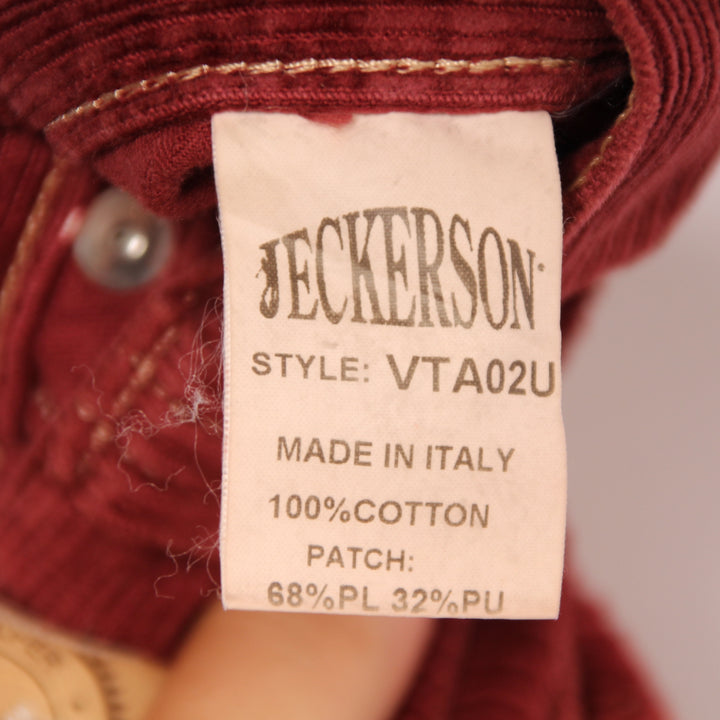 JECKERSON
STYLE: VTA02U
MADE IN ITALY
100%COTTON
PATCH:
68%PL 32%PU